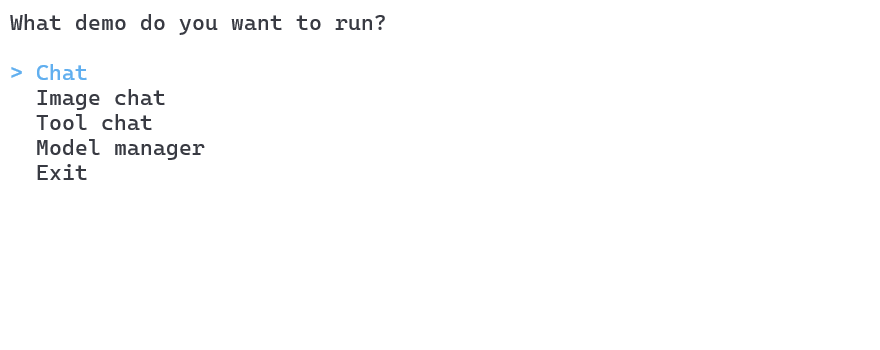 What demo do you want to run?
> Chat
Image chat
Tool chat
Model manager
Exit